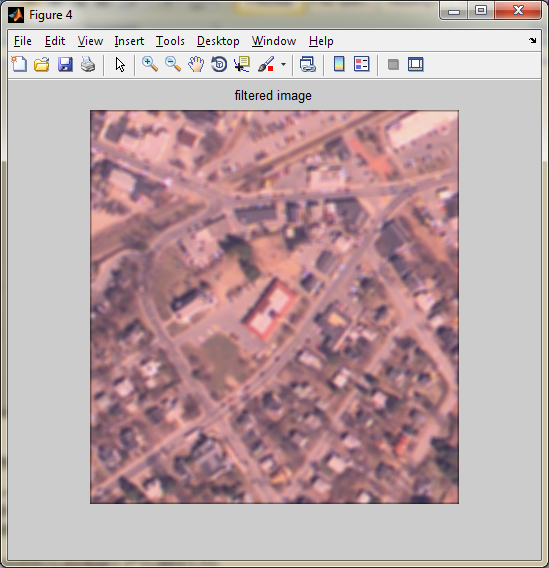 Figure 4
File Edit View Insert Tools Desktop Window Help
filtered image